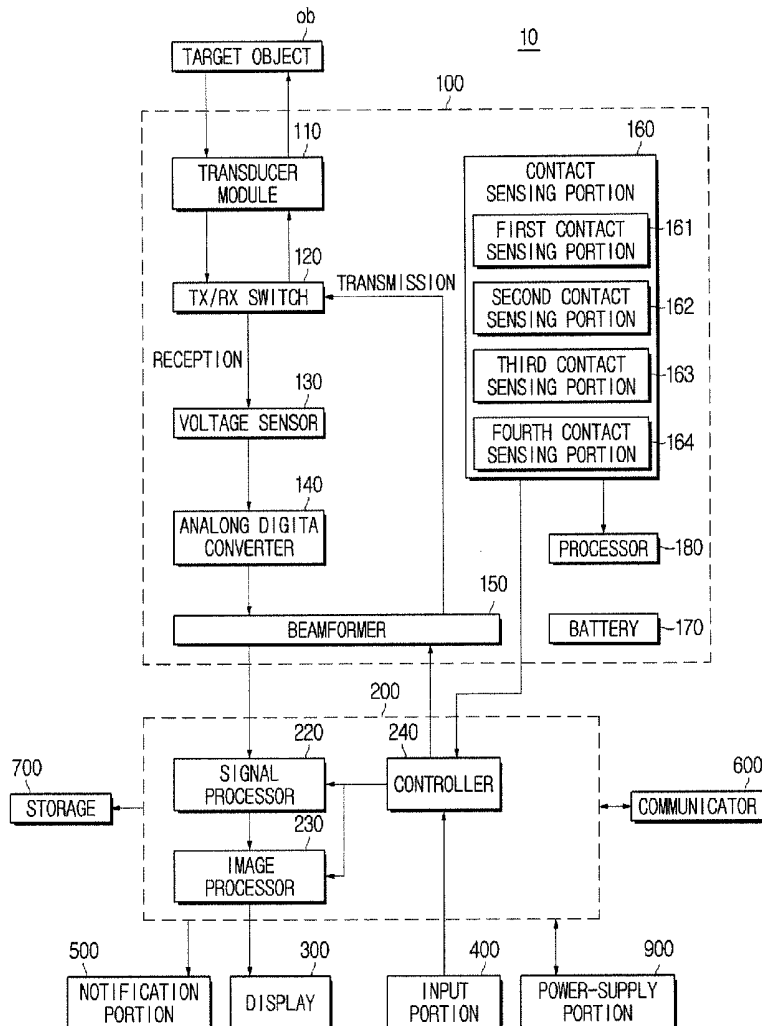 ob
10
TARGET OBJECT
100
110
160
TRANSDUCER
MODULE
CONTACT
SENSING PORTION
FIRST CONTACT
SENSING PORTION
161
120
TRANSMISSION
TX/RX SWITCH
SECOND CONTACT
SENSING PORTION
162
RECEPTION
THIRD CONTACT
SENSING PORTION
163
130
VOLTAGE SENSOR
FOURTH CONTACT
SENSING PORTION
164
140
ANALONG DIGITA
CONVERTER
PROCESSOR
180
150
BEAMFORMER
BATTERY
170
200
220
240
700
SIGNAL
PROCESSOR
CONTROLLER
600
STORAGE
COMMUNICATOR
230
IMAGE
PROCESSOR
500
300
400
900
NOTIFICATION
PORTION
DISPLAY
INPUT
PORTION
POWER-SUPPLY
PORTION